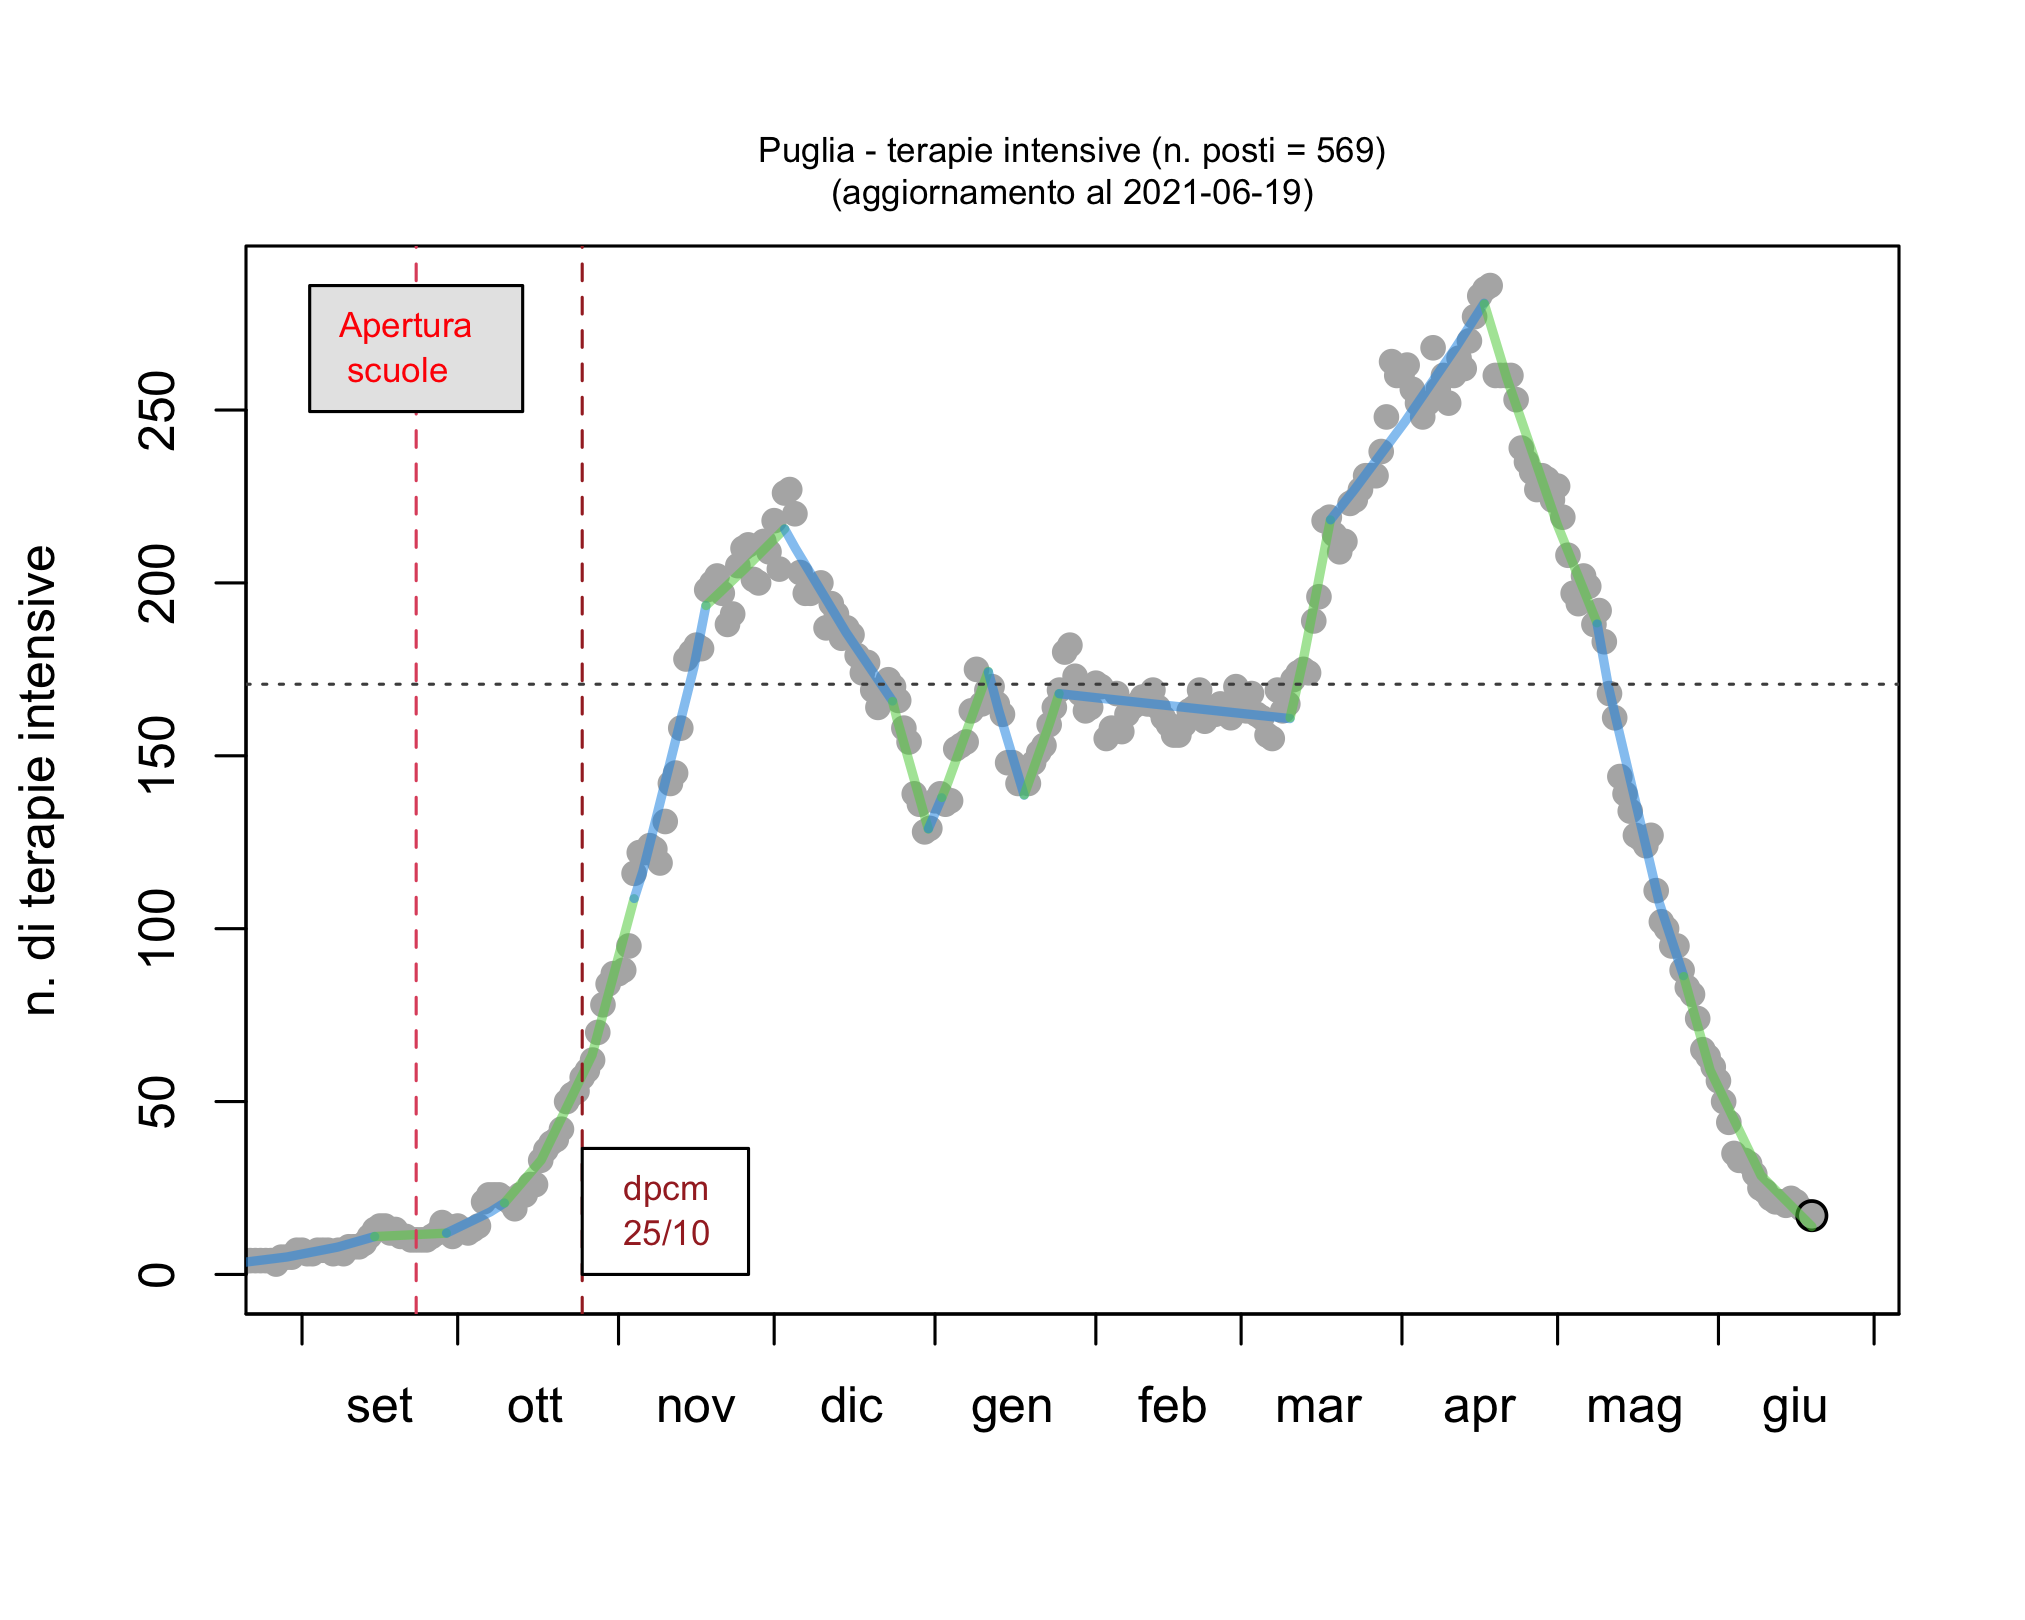 Puglia - terapie intensive (n. posti = 569)
(aggiornamento al 2021-06-19)
Apertura
scuole
dpcm
25/10
n. di terapie intensive
250
200
150
100
50
0
set ott nov dic gen feb mar apr mag giu